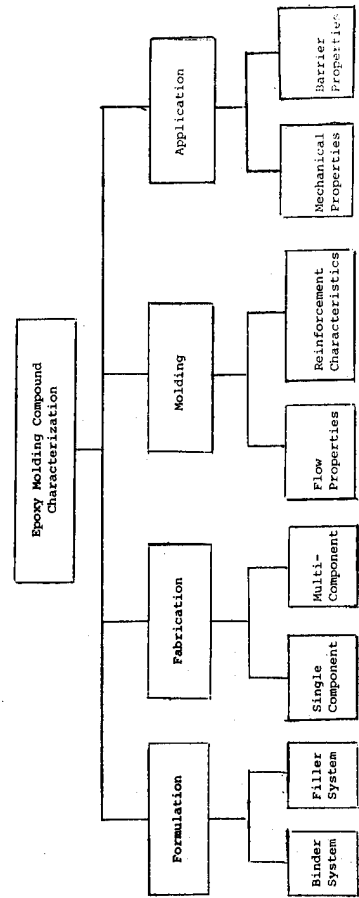 Epoxy Molding Compound
Characterization
Formulation
Fabrication
Molding
Application
Binder
System
Filler
System
Single
Component
Multi-
Component
Flow
Properties
Reinforcement
Characteristics
Mechanical
Properties
Barrier
Properties